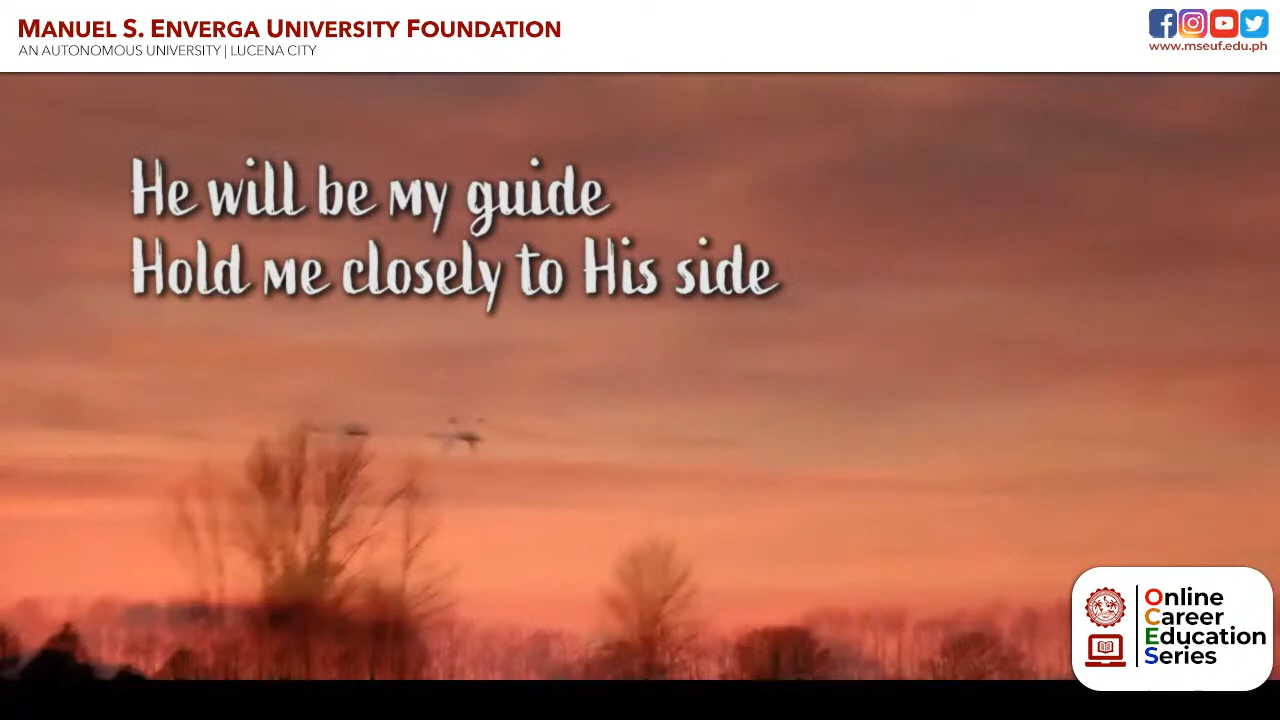 MANUEL S. ENVERGA UNIVERSITY FOUNDATION
AN AUTONOMOUS UNIVERSITY | LUCENA CITY
www.mseuf.edu.ph
He will be my guide
Hold me closely to His side
Online
Career
Education
Series